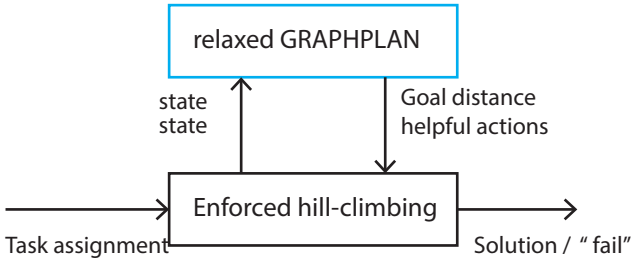 relaxed GRAPHPLAN
state
state
Goal distance
helpful actions
Enforced hill-climbing
Task assignment
Solution / “ fail”